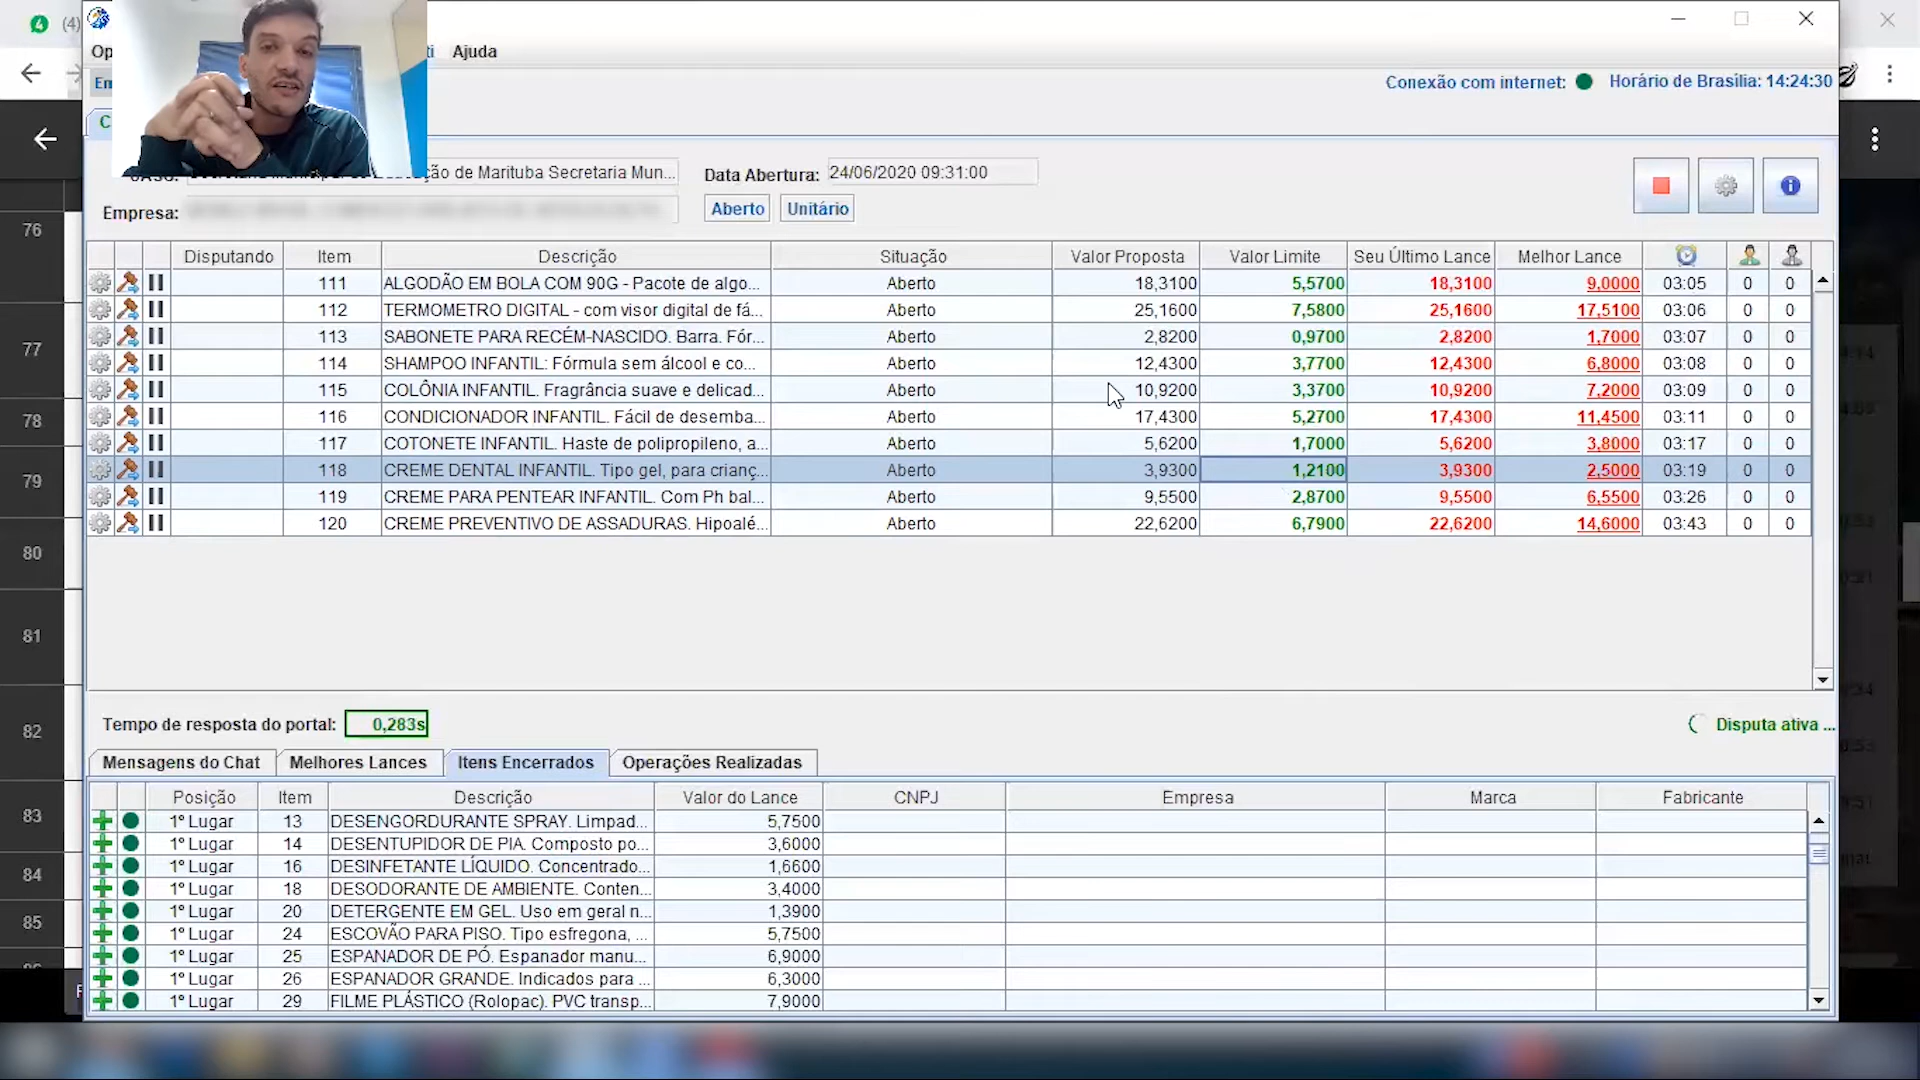 (4)
Op
Ajuda
Conexão com internet:
Horário de Brasília: 14:24:30
ção de Marituba Secretaria Mun...
Data Abertura: 24/06/2020 09:31:00
Empresa:
Aberto Unitário
Disputando Item Descrição Situação Valor Proposta Valor Limite Seu Último Lance Melhor Lance
111 ALGODÃO EM BOLA COM 90G - Pacote de algo... Aberto 18,3100 5,5700 18,3100 9,0000 03:05 0 0
112 TERMOMETRO DIGITAL - com visor digital de fá... Aberto 25,1600 7,5800 25,1600 17,5100 03:06 0 0
113 SABONETE PARA RECÉM-NASCIDO. Barra. Fór... Aberto 2,8200 0,9700 2,8200 1,7000 03:07 0 0
114 SHAMPOO INFANTIL: Fórmula sem álcool e co... Aberto 12,4300 3,7700 12,4300 6,8000 03:08 0 0
115 COLÔNIA INFANTIL. Fragrância suave e delicad... Aberto 10,9200 3,3700 10,9200 7,2000 03:09 0 0
116 CONDICIONADOR INFANTIL. Fácil de desemba... Aberto 17,4300 5,2700 17,4300 11,4500 03:11 0 0
117 COTONETE INFANTIL. Haste de polipropileno, a... Aberto 5,6200 1,7000 5,6200 3,8000 03:17 0 0
118 CREME DENTAL INFANTIL. Tipo gel, para crianç... Aberto 3,9300 1,2100 3,9300 2,5000 03:19 0 0
119 CREME PARA PENTEAR INFANTIL. Com Ph bal... Aberto 9,5500 2,8700 9,5500 6,5500 03:26 0 0
120 CREME PREVENTIVO DE ASSADURAS. Hipoalé... Aberto 22,6200 6,7900 22,6200 14,6000 03:43 0 0
Tempo de resposta do portal: 0,283s
Disputa ativa ...
Mensagens do Chat Melhores Lances Itens Encerrados Operações Realizadas
Posição Item Descrição Valor do Lance CNPJ Empresa Marca Fabricante
1º Lugar 13 DESENGORDURANTE SPRAY. Limpad... 5,7500
1º Lugar 14 DESENTUPIDOR DE PIA. Composto po... 3,6000
1º Lugar 16 DESINFETANTE LÍQUIDO. Concentrado... 1,6600
1º Lugar 18 DESODORANTE DE AMBIENTE. Conten... 3,4000
1º Lugar 20 DETERGENTE EM GEL. Uso em geral n... 1,3900
1º Lugar 24 ESCOVÃO PARA PISO. Tipo esfregona, ... 5,7500
1º Lugar 25 ESPANADOR DE PÓ. Espanador manu... 6,9000
1º Lugar 26 ESPANADOR GRANDE. Indicados para ... 6,3000
1º Lugar 29 FILME PLÁSTICO (Rolopac). PVC transp... 7,9000
76
77
78
79
80
81
82
83
84
85